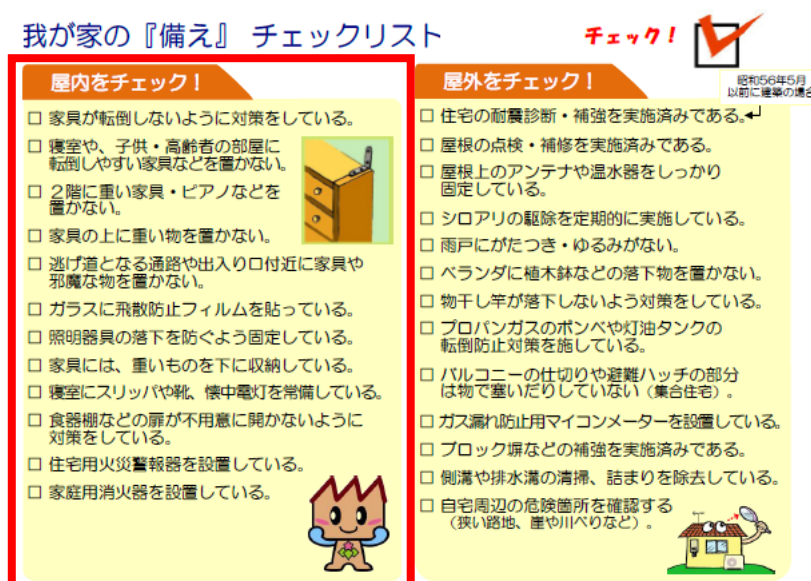 我が家の『備え』 チェックリスト
チェック！
屋内をチェック！
□ 家具が転倒しないように対策をしている。
□ 寝室や、子供・高齢者の部屋に
転倒しやすい家具などを置かない。
□ ２階に重い家具・ピアノなどを
置かない。
□ 家具の上に重い物を置かない。
□ 逃げ道となる通路や出入り口付近に家具や
邪魔な物を置かない。
□ ガラスに飛散防止フィルムを貼っている。
□ 照明器具の落下を防ぐよう固定している。
□ 家具には、重いものを下に収納している。
□ 寝室にスリッパや靴、懐中電灯を常備している。
□ 食器棚などの扉が不用意に開かないように
対策をしている。
□ 住宅用火災警報器を設置している。
□ 家庭用消火器を設置している。
屋外をチェック！
昭和56年5月
以前に建築の場合
□ 住宅の耐震診断・補強を実施済みである。
□ 屋根の点検・補修を実施済みである。
□ 屋根上のアンテナや温水器をしっかり
固定している。
□ シロアリの駆除を定期的に実施している。
□ 雨戸にがたつき・ゆるみがない。
□ ベランダに植木鉢などの落下物を置かない。
□ 物干し竿が落下しないよう対策をしている。
□ プロパンガスのボンベや灯油タンクの
転倒防止対策を施している。
□ バルコニーの仕切りや避難ハッチの部分
は物で塞いだりしていない（集合住宅）。
□ ガス漏れ防止用マイコンメーターを設置している。
□ ブロック塀などの補強を実施済みである。
□ 側溝や排水溝の清掃、詰まりを除去している。
□ 自宅周辺の危険箇所を確認する
（狭い路地、崖や川べりなど）。